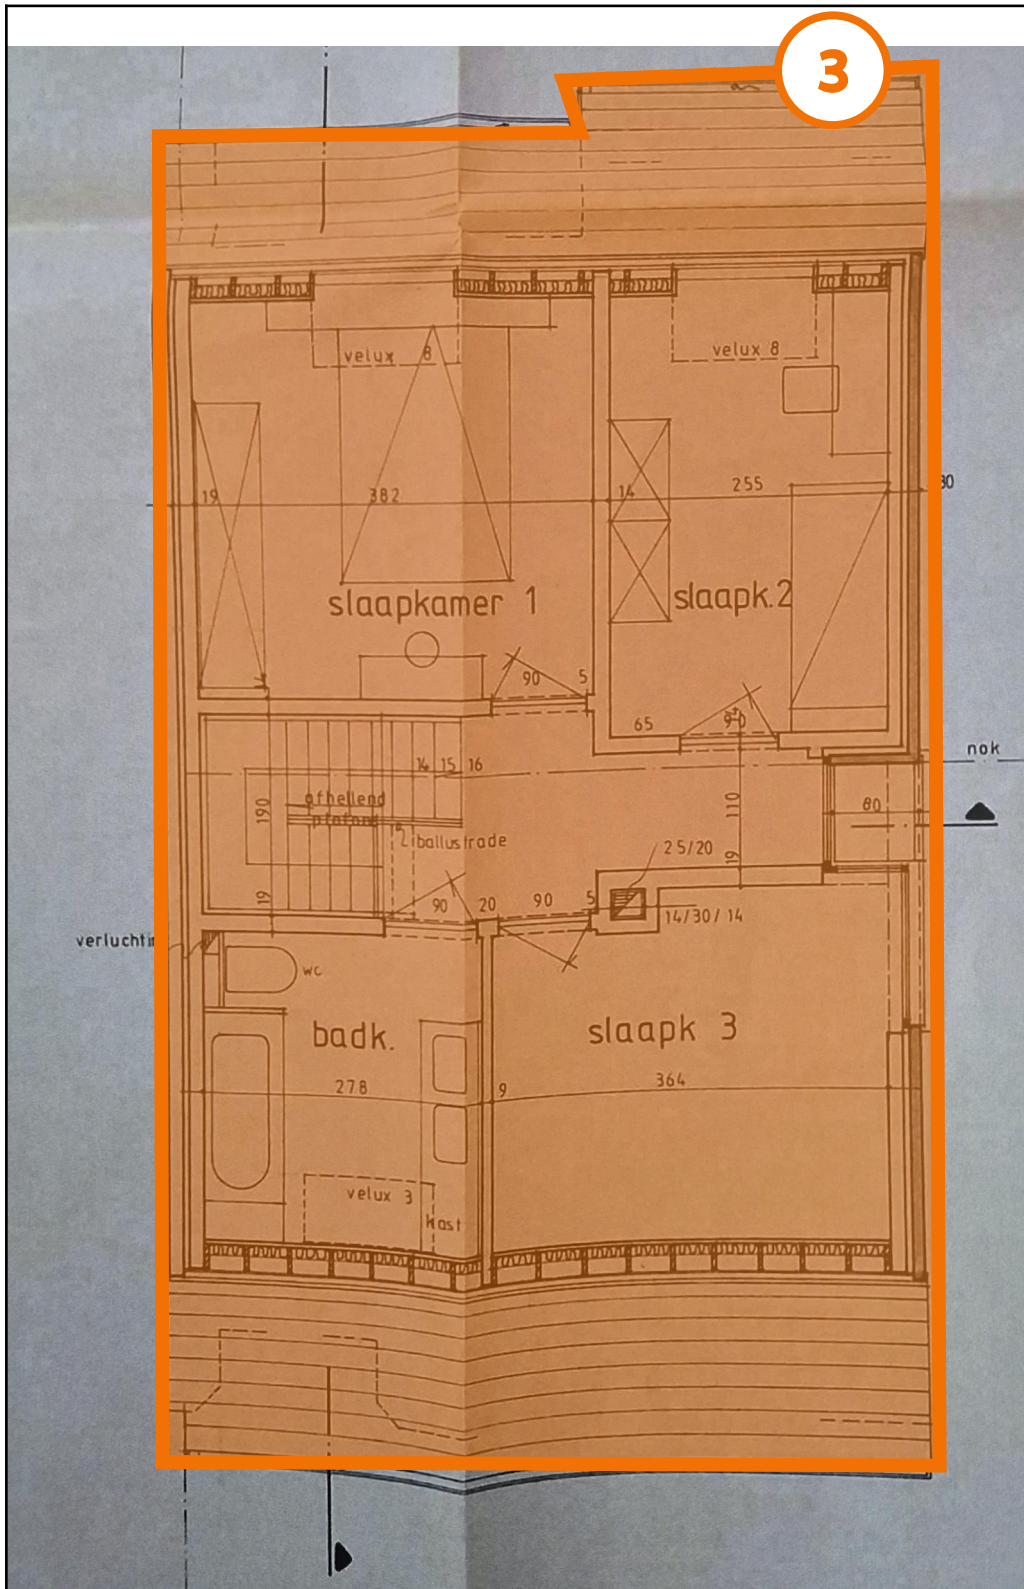 3
velux 8
velux 8
19
382
14
255
30
slaapkamer 1
slaapk.2
90
5
65
90
14 15 16
nok
afhellend
plafond
190
110
80
ballustrade
25/20
19
19
90
20
90
5
14/30/14
wc
badk.
slaapk 3
278
9
364
velux 3
kast